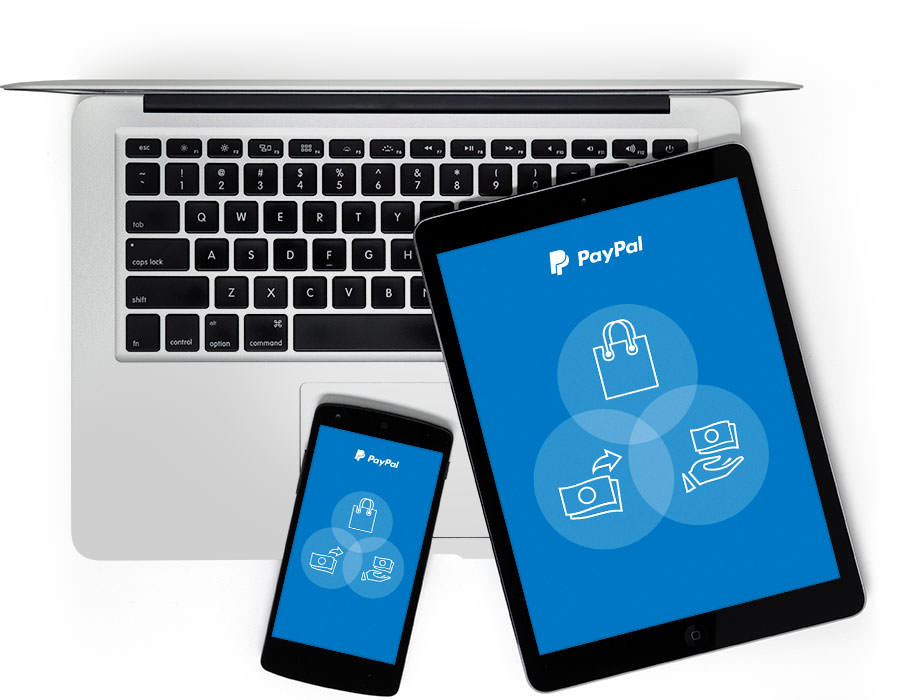 esc F1 F2 F3 F4 F5 F6 F7 F8 F9 F10 F11 F12
~ ! @ # $ % ^ & * ( )
` 1 2 3 4 5 6 7 8 9
tab Q W E R T Y
caps lock A S D F G H
shift Z X C V B
alt ⌘
fn control option command
PayPal
PayPal